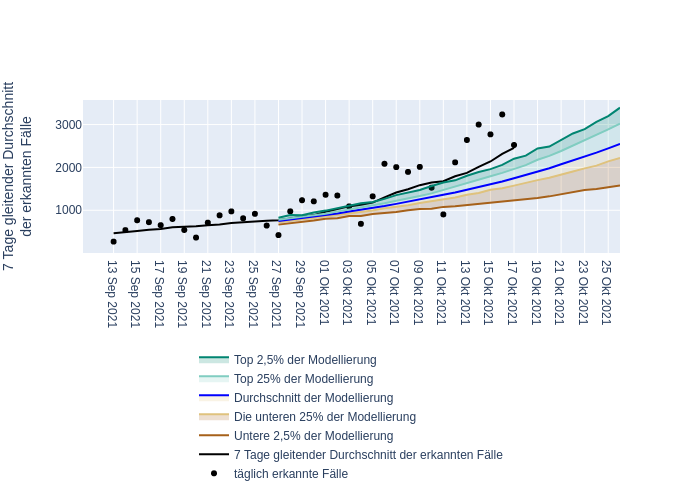 7 Tage gleitender Durchschnitt
der erkannten Fälle
3000
2000
1000
13 Sep 2021
15 Sep 2021
17 Sep 2021
19 Sep 2021
21 Sep 2021
23 Sep 2021
25 Sep 2021
27 Sep 2021
29 Sep 2021
01 Okt 2021
03 Okt 2021
05 Okt 2021
07 Okt 2021
09 Okt 2021
11 Okt 2021
13 Okt 2021
15 Okt 2021
17 Okt 2021
19 Okt 2021
21 Okt 2021
23 Okt 2021
25 Okt 2021
Top 2,5% der Modellierung
Top 25% der Modellierung
Durchschnitt der Modellierung
Die unteren 25% der Modellierung
Untere 2,5% der Modellierung
7 Tage gleitender Durchschnitt der erkannten Fälle
täglich erkannte Fälle